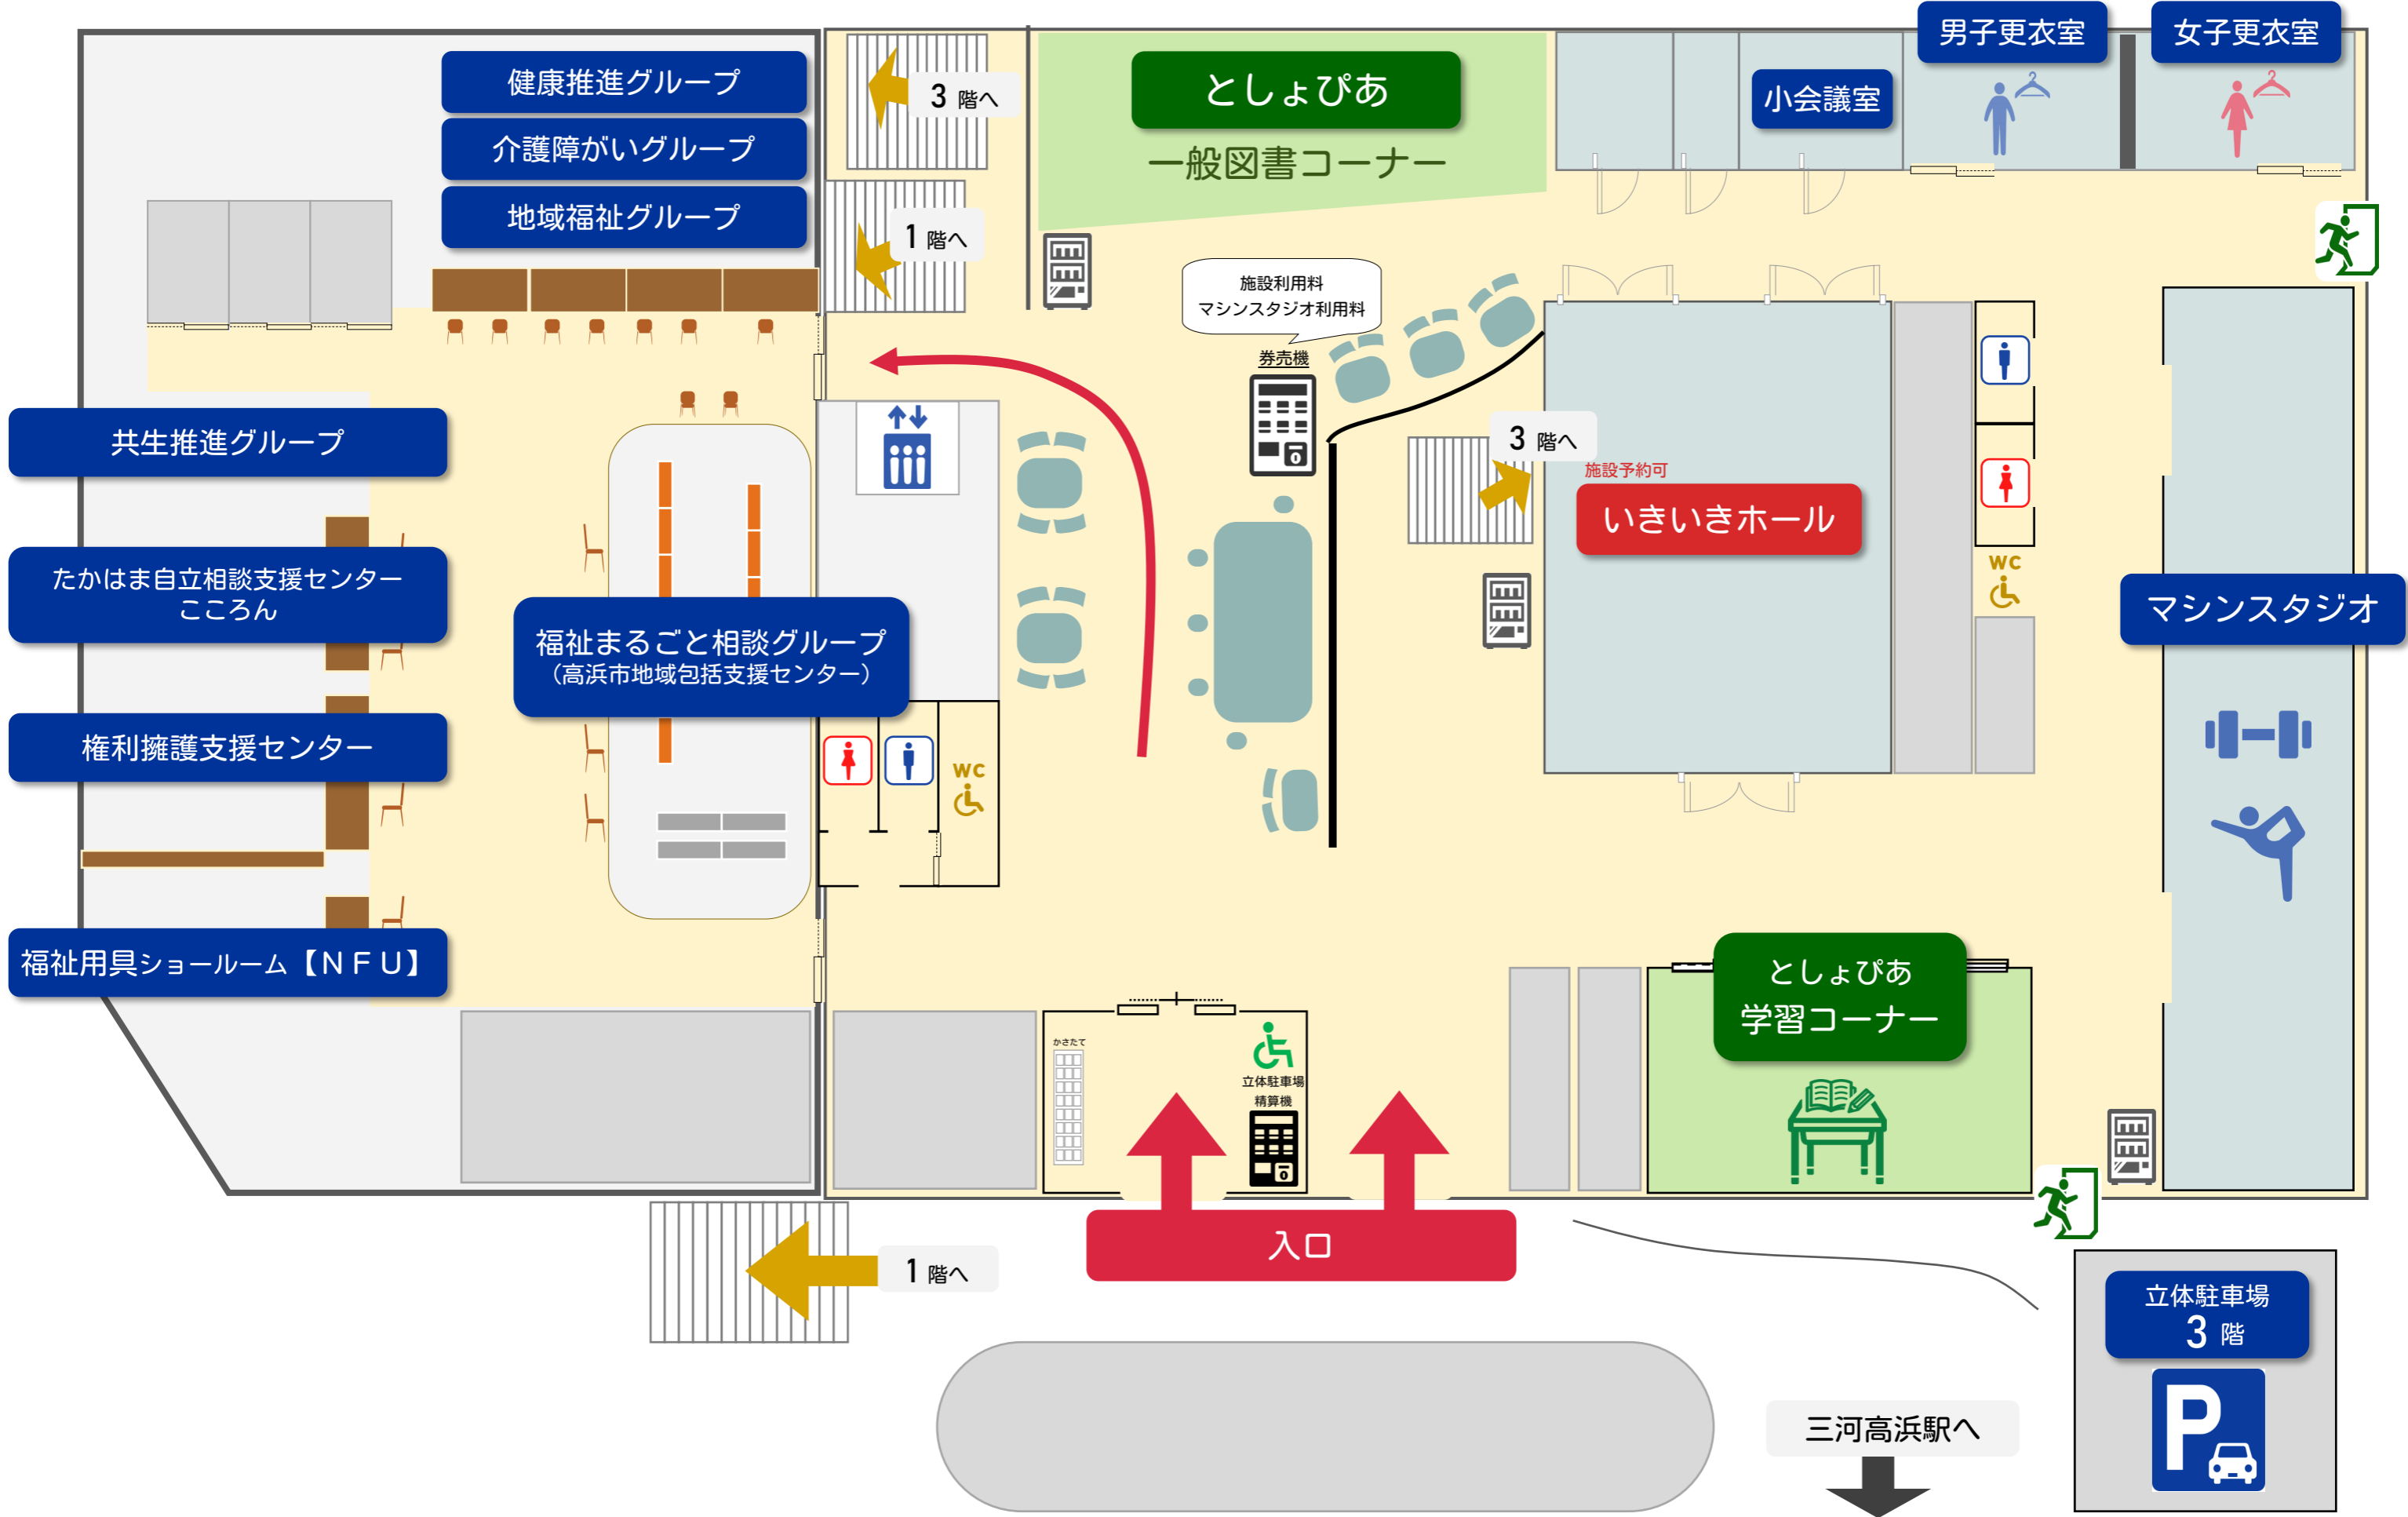 男子更衣室
女子更衣室
健康推進グループ
介護障がいグループ
地域福祉グループ
3 階へ
1 階へ
としょぴあ
一般図書コーナー
小会議室
施設利用料
マシンスタジオ利用料
券売機
3 階へ
施設予約可
いきいきホール
共生推進グループ
たかはま自立相談支援センター
こころん
福祉まるごと相談グループ
（高浜市地域包括支援センター）
WC
マシンスタジオ
権利擁護支援センター
WC
福祉用具ショールーム【ＮＦＵ】
としょぴあ
学習コーナー
かさたて
立体駐車場
精算機
入口
1 階へ
立体駐車場
3 階
P
三河高浜駅へ